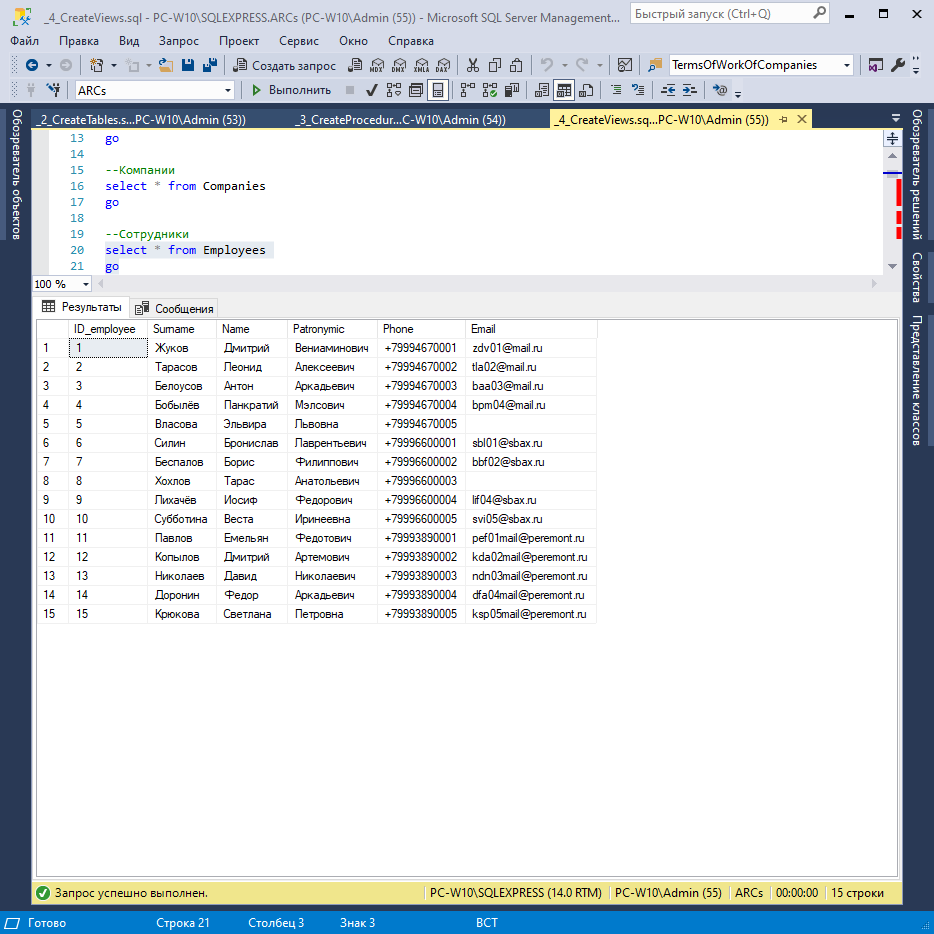 _4_CreateViews.sql - PC-W10\SQLEXPRESS.ARCs (PC-W10\Admin (55)) - Microsoft SQL Server Management... Быстрый запуск (Ctrl+Q)
Файл Правка Вид Запрос Проект Сервис Окно Справка
Создать запрос MDX DMX XMLA DAX TermsOfWorkOfCompanies
ARCs Выполнить
Обозреватель объектов
_2_CreateTables.s...PC-W10\Admin (53)) _3_CreateProcedur...C-W10\Admin (54)) _4_CreateViews.sq...PC-W10\Admin (55))
13 go
14
15 --Компании
16 select * from Companies
17 go
18
19 --Сотрудники
20 select * from Employees
21 go
100 %
Результаты Сообщения
ID_employee Surname Name Patronymic Phone Email
1 1 Жуков Дмитрий Вениаминович +79994670001 zdv01@mail.ru
2 2 Тарасов Леонид Алексеевич +79994670002 tla02@mail.ru
3 3 Белоусов Антон Аркадьевич +79994670003 baa03@mail.ru
4 4 Бобылёв Панкратий Мэлсович +79994670004 bpm04@mail.ru
5 5 Власова Эльвира Львовна +79994670005
6 6 Силин Бронислав Лаврентьевич +79996600001 sbl01@sbax.ru
7 7 Беспалов Борис Филиппович +79996600002 bbf02@sbax.ru
8 8 Хохлов Тарас Анатольевич +79996600003
9 9 Лихачёв Иосиф Федорович +79996600004 lif04@sbax.ru
10 10 Субботина Веста Иринеевна +79996600005 svi05@sbax.ru
11 11 Павлов Емельян Федотович +79993890001 pef01mail@peremont.ru
12 12 Копылов Дмитрий Артемович +79993890002 kda02mail@peremont.ru
13 13 Николаев Давид Николаевич +79993890003 ndn03mail@peremont.ru
14 14 Доронин Федор Аркадьевич +79993890004 dfa04mail@peremont.ru
15 15 Крюкова Светлана Петровна +79993890005 ksp05mail@peremont.ru
Обозреватель решений
Свойства
Представление классов
Запрос успешно выполнен. PC-W10\SQLEXPRESS (14.0 RTM) PC-W10\Admin (55) ARCs 00:00:00 15 строки
Готово Строка 21 Столбец 3 Знак 3 ВСТ